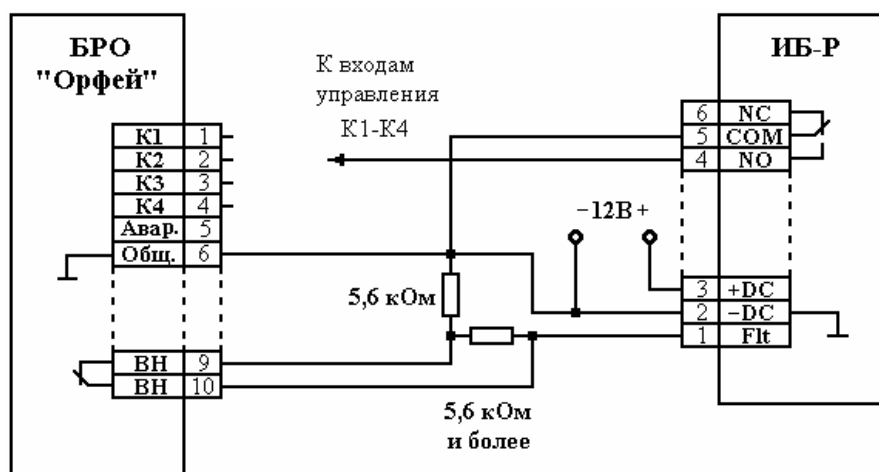 БРО
"Орфей"
К1 1
К2 2
К3 3
К4 4
Авар. 5
Общ. 6
ВН 9
ВН 10
К входам
управления
К1-К4
5,6 кОм
5,6 кОм
и более
−12В+
ИБ-Р
6 NC
5 COM
4 NO
3 +DC
2 −DC
1 Flt